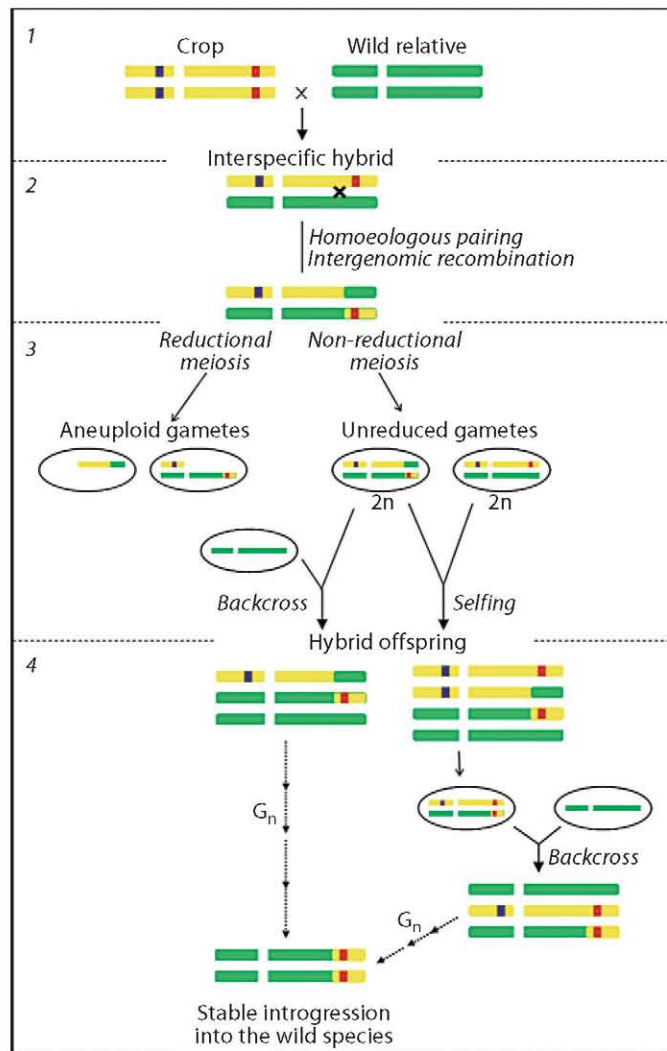 1
Crop
Wild relative
×
Interspecific hybrid
2
×
Homoeologous pairing
Intergenomic recombination
3
Reductional
meiosis
Non-reductional
meiosis
Aneuploid gametes
Unreduced gametes
2n
2n
Backcross
Selfing
Hybrid offspring
4
Gₙ
Backcross
Gₙ
Stable introgression
into the wild species